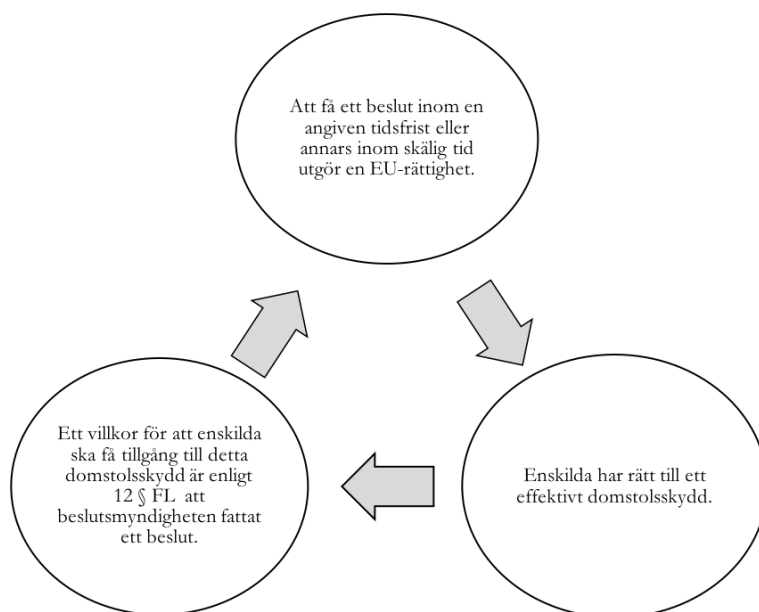 Att få ett beslut inom en
angiven tidsfrist eller
annars inom skälig tid
utgör en EU-rättighet.
Enskilda har rätt till ett
effektivt domstolsskydd.
Ett villkor för att enskilda
ska få tillgång till detta
domstolsskydd är enligt
12 § FL att
beslutsmyndigheten fattat
ett beslut.